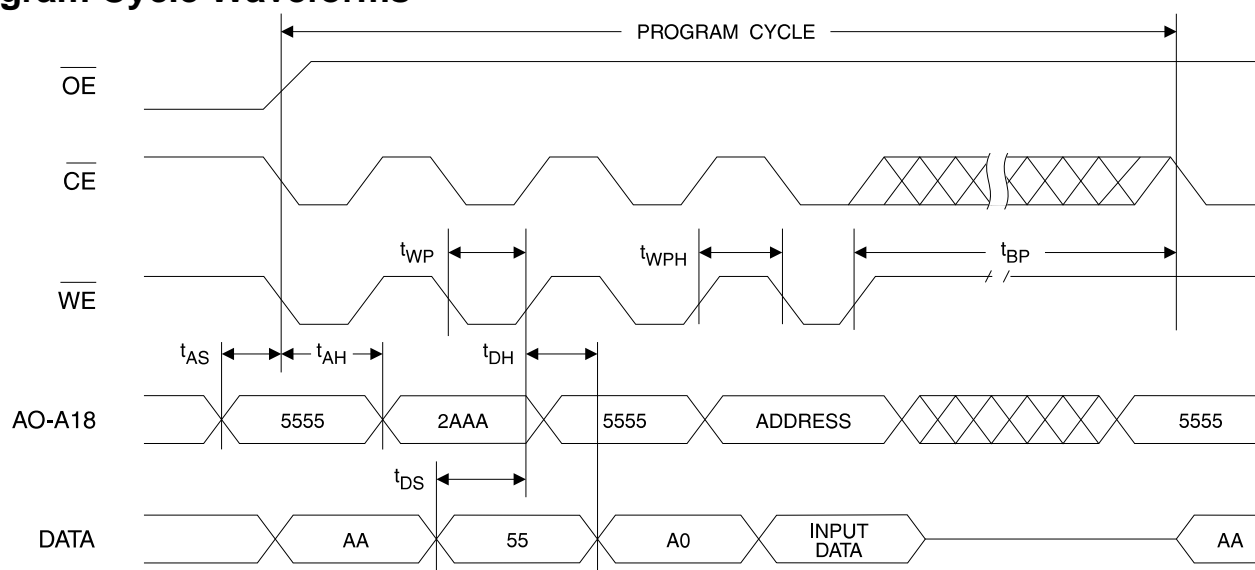 gram Cycle Waveforms
PROGRAM CYCLE
OE
CE
tWP
tWPH
tBP
WE
tAS
tAH
tDH
AO-A18
5555
2AAA
5555
ADDRESS
5555
tDS
DATA
AA
55
A0
INPUT
DATA
AA